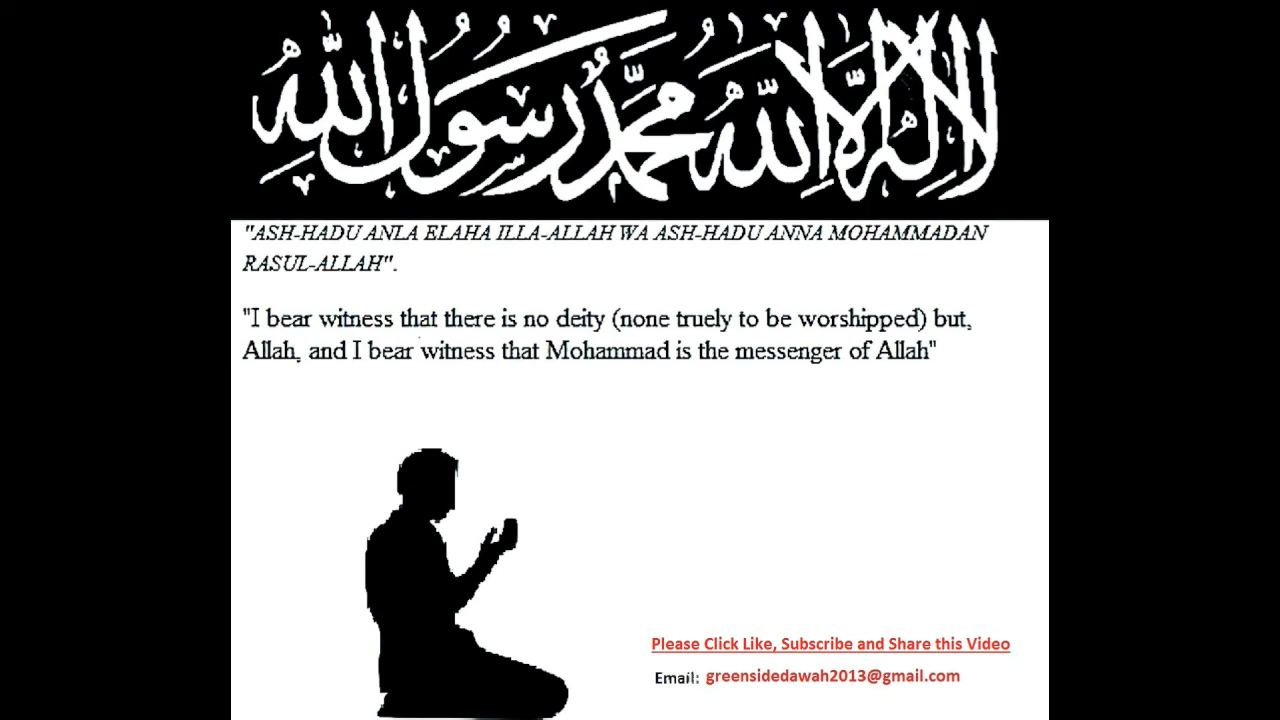 لا إله إلا الله محمد رسول الله
"ASH-HADU ANLA ELAHA ILLA-ALLAH WA ASH-HADU ANNA MOHAMMADAN
RASUL-ALLAH".
"I bear witness that there is no deity (none truely to be worshipped) but,
Allah, and I bear witness that Mohammad is the messenger of Allah"
Please Click Like, Subscribe and Share this Video
Email: greensidedawah2013@gmail.com